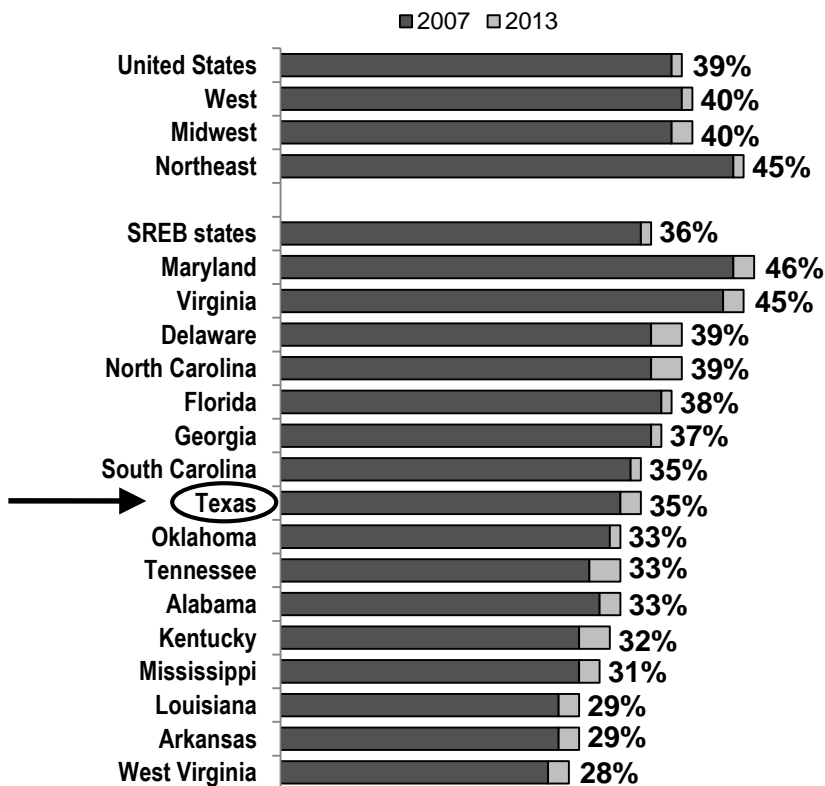 2007 2013
United States 39%
West 40%
Midwest 40%
Northeast 45%
SREB states 36%
Maryland 46%
Virginia 45%
Delaware 39%
North Carolina 39%
Florida 38%
Georgia 37%
South Carolina 35%
Texas 35%
Oklahoma 33%
Tennessee 33%
Alabama 33%
Kentucky 32%
Mississippi 31%
Louisiana 29%
Arkansas 29%
West Virginia 28%